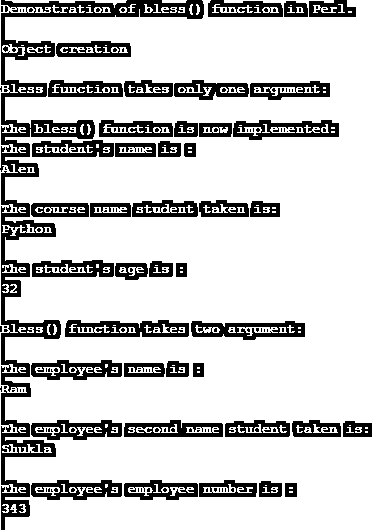 Demonstration of bless() function in Perl.
Object creation
Bless function takes only one argument:
The bless() function is now implemented:
The student's name is :
Alen
The course name student taken is:
Python
The student's age is :
32
Bless() function takes two argument:
The employee's name is :
Ram
The employee's second name student taken is:
Shukla
The employee's employee number is :
343